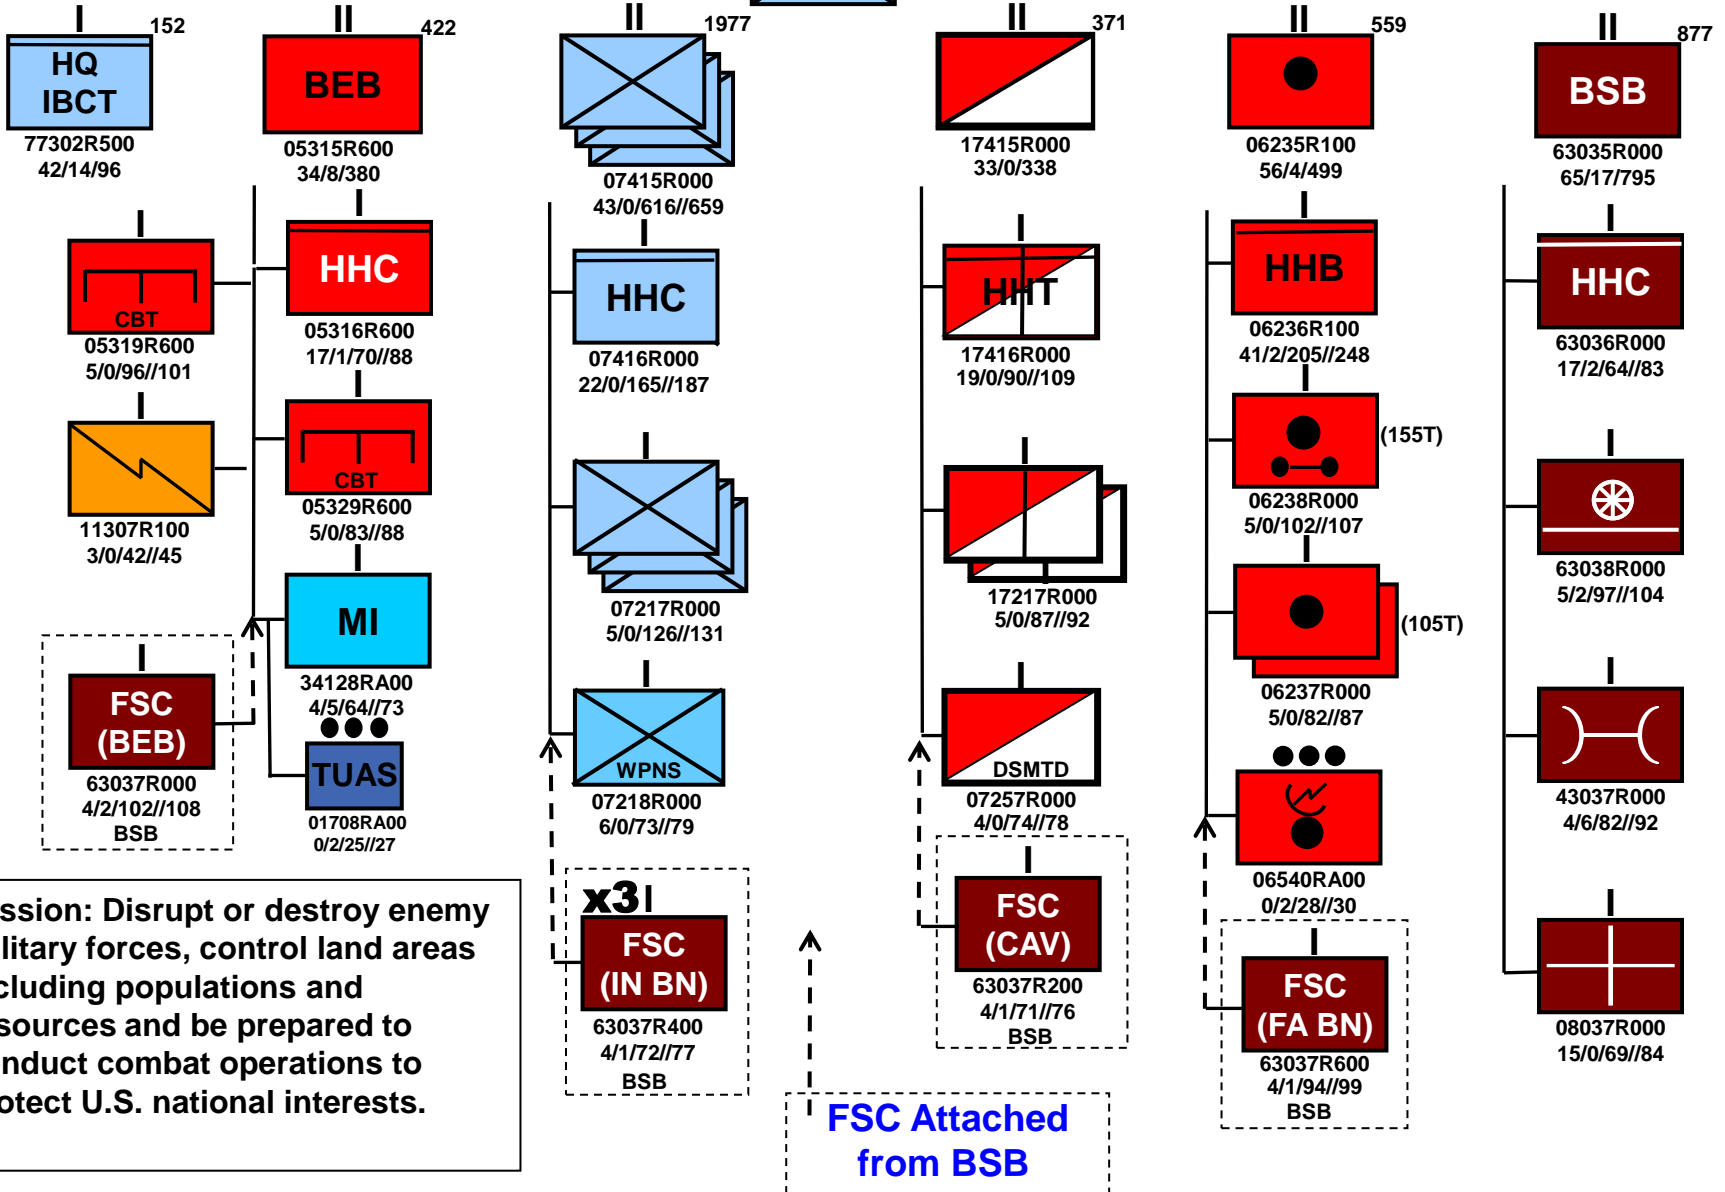 152
HQ
IBCT
77302R500
42/14/96
422
BEB
05315R600
34/8/380
CBT
05319R600
5/0/96//101
11307R100
3/0/42//45
FSC
(BEB)
63037R000
4/2/102//108
BSB
HHC
05316R600
17/1/70//88
CBT
05329R600
5/0/83//88
MI
34128RA00
4/5/64//73
TUAS
01708RA00
0/2/25//27
1977
07415R000
43/0/616//659
HHC
07416R000
22/0/165//187
07217R000
5/0/126//131
WPNS
07218R000
6/0/73//79
x3
FSC
(IN BN)
63037R400
4/1/72//77
BSB
371
17415R000
33/0/338
HHT
17416R000
19/0/90//109
17217R000
5/0/87//92
DSMTD
07257R000
4/0/74//78
FSC
(CAV)
63037R200
4/1/71//76
BSB
559
06235R100
56/4/499
HHB
06236R100
41/2/205//248
(155T)
06238R000
5/0/102//107
(105T)
06237R000
5/0/82//87
06540RA00
0/2/28//30
FSC
(FA BN)
63037R600
4/1/94//99
BSB
877
BSB
63035R000
65/17/795
HHC
63036R000
17/2/64//83
63038R000
5/2/97//104
43037R000
4/6/82//92
08037R000
15/0/69//84
ssion: Disrupt or destroy enemy
litary forces, control land areas
cluding populations and
sources and be prepared to
nduct combat operations to
otect U.S. national interests.
FSC Attached
from BSB